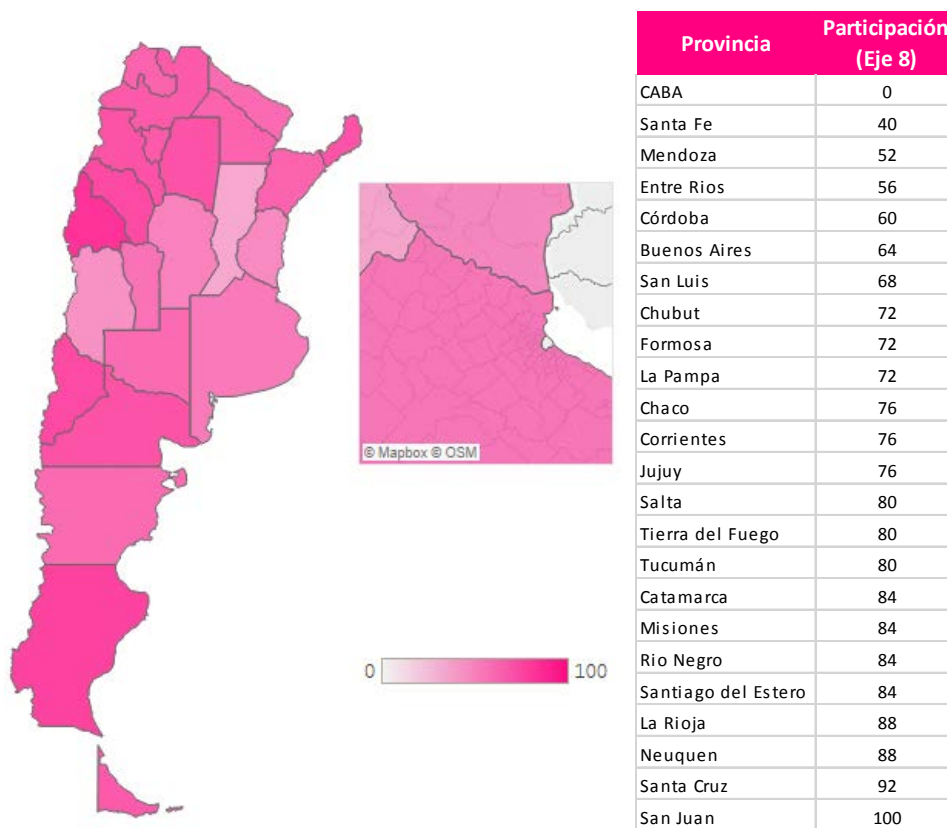 © Mapbox © OSM
0 100
Provincia Participación (Eje 8)
CABA 0
Santa Fe 40
Mendoza 52
Entre Rios 56
Córdoba 60
Buenos Aires 64
San Luis 68
Chubut 72
Formosa 72
La Pampa 72
Chaco 76
Corrientes 76
Jujuy 76
Salta 80
Tierra del Fuego 80
Tucumán 80
Catamarca 84
Misiones 84
Rio Negro 84
Santiago del Estero 84
La Rioja 88
Neuquen 88
Santa Cruz 92
San Juan 100